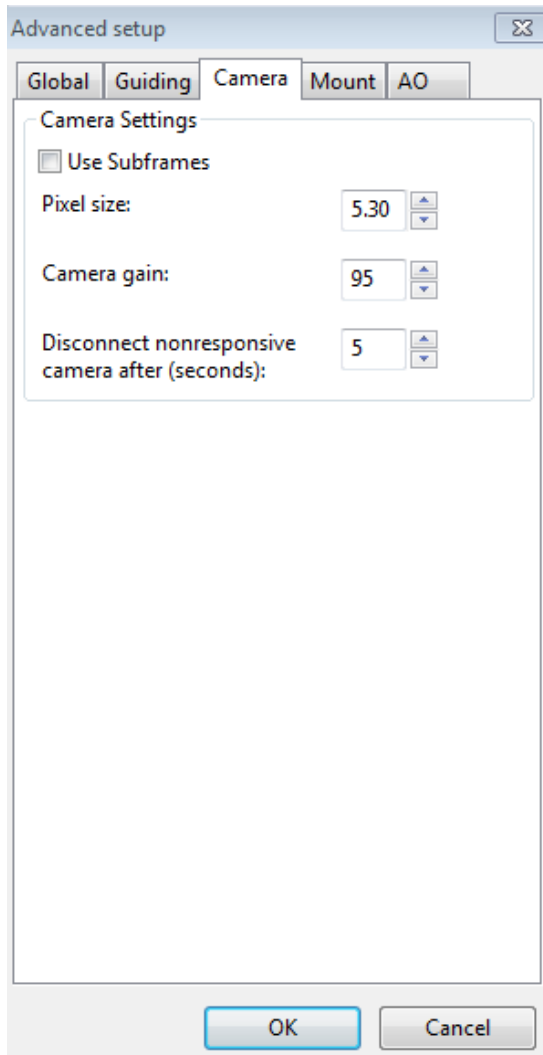 Advanced setup
Global Guiding Camera Mount AO
Camera Settings
Use Subframes
Pixel size: 5.30
Camera gain: 95
Disconnect nonresponsive 5
camera after (seconds):
OK Cancel